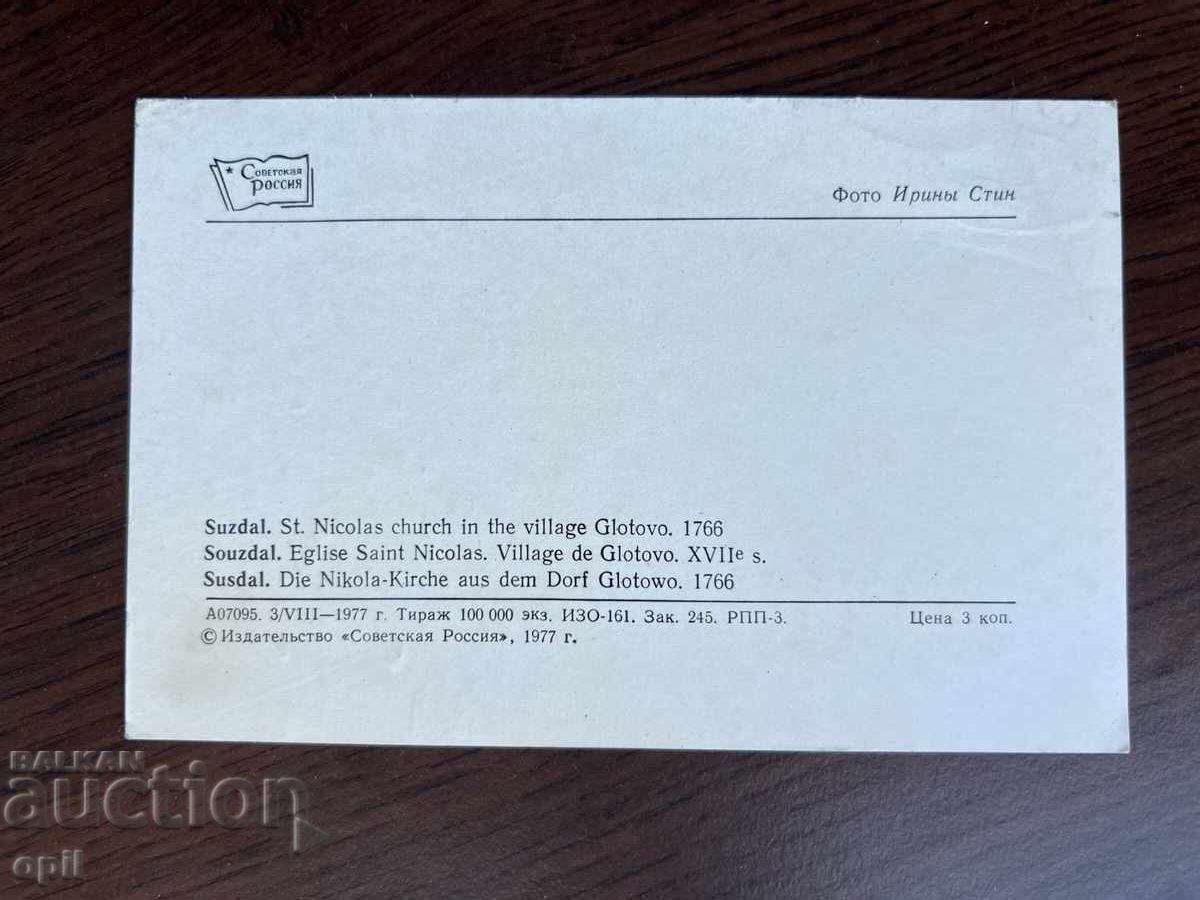 ★ Советская
Россия
Фото Ирины Стин
Suzdal. St. Nicolas church in the village Glotovo. 1766
Souzdal. Eglise Saint Nicolas. Village de Glotovo. XVIIe s.
Susdal. Die Nikola-Kirche aus dem Dorf Glotowo. 1766
А07095. 3/VIII—1977 г. Тираж 100 000 экз. ИЗО-161. Зак. 245. РПП-3. Цена 3 коп.
© Издательство «Советская Россия», 1977 г.
BALKAN
auction
opil